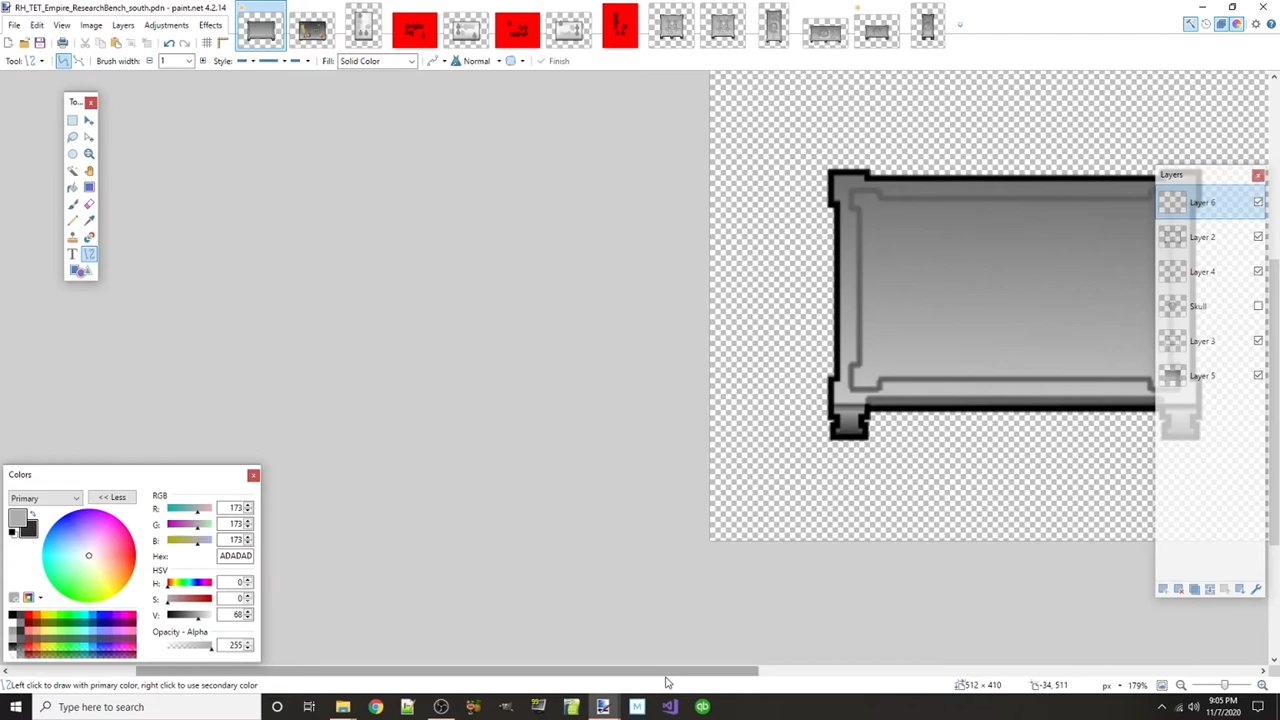 RH_TET_Empire_ResearchBench_south.pdn - paint.net 4.2.14
File Edit View Image Layers Adjustments Effects
Tool: Brush width: 1 Style: Fill: Solid Color Normal Finish
To...
Layers
Layer 6
Layer 2
Layer 4
Skull
Layer 3
Layer 5
Colors
Primary
<< Less
RGB
R: 173
G: 173
B: 173
Hex: ADADAD
HSV
H: 0
S: 0
V: 68
Opacity - Alpha
255
Left click to draw with primary color, right click to use secondary color
512 × 410
-34, 511
px
179%
Type here to search
9:05 PM
11/7/2020